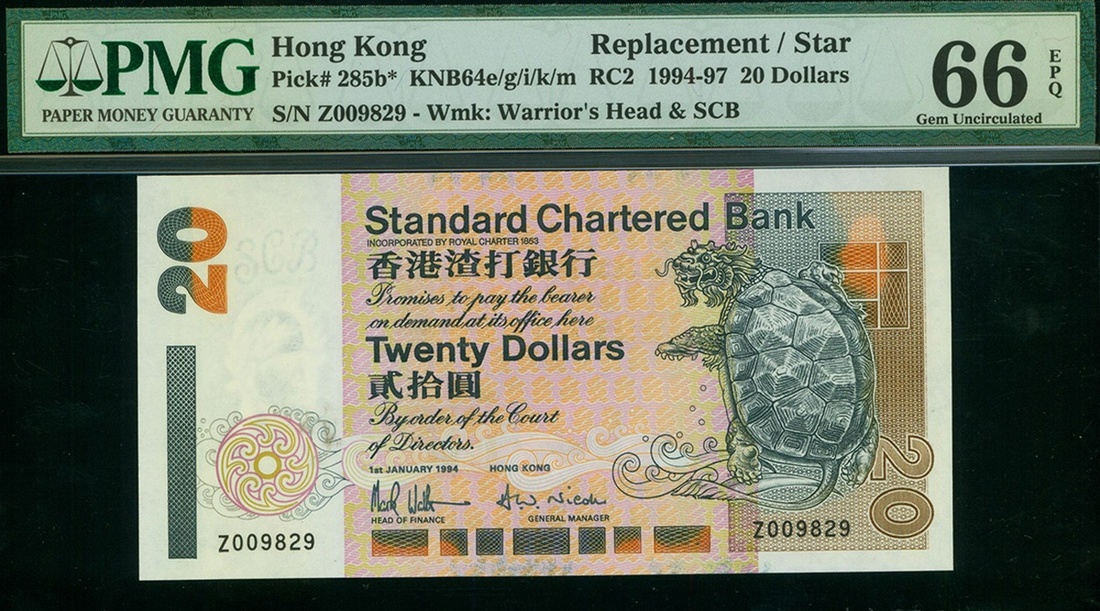 PMG
PAPER MONEY GUARANTY
Hong Kong Replacement / Star
Pick# 285b* KNB64e/g/i/k/m RC2 1994-97 20 Dollars
S/N Z009829 - Wmk: Warrior's Head & SCB
66 EPQ
Gem Uncirculated
20
Standard Chartered Bank
INCORPORATED BY ROYAL CHARTER 1853
香港渣打銀行
Promises to pay the bearer
on demand at its office here
Twenty Dollars
貳拾圓
By order of the Court
of Directors.
1st JANUARY 1994 HONG KONG
HEAD OF FINANCE GENERAL MANAGER
Z009829
Z009829
20